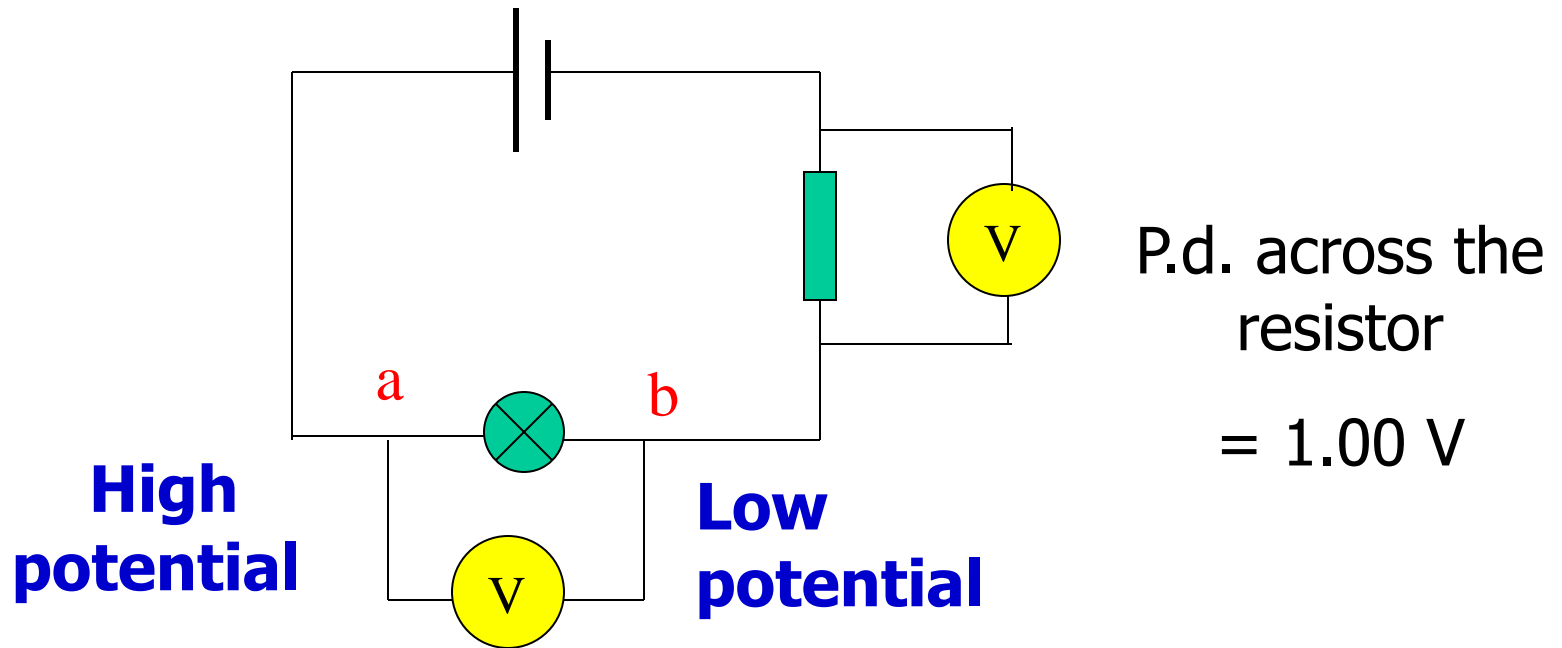 V
P.d. across the
resistor
= 1.00 V
a
b
High
potential
Low
potential
V